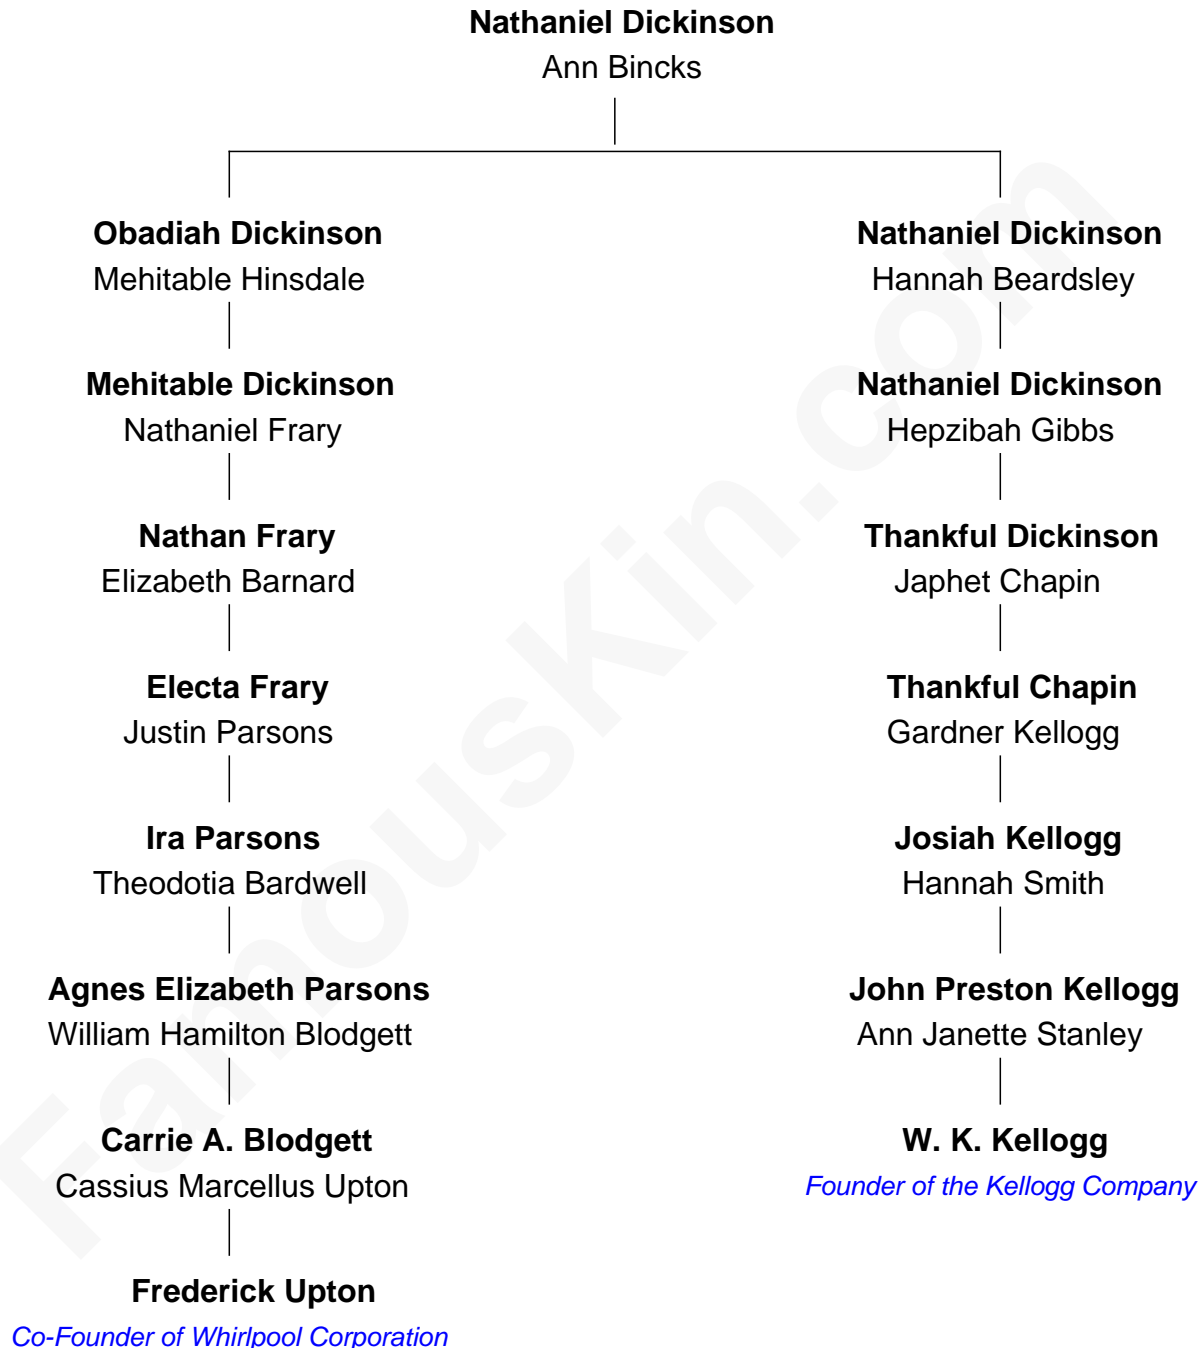 Nathaniel Dickinson
Ann Bincks
Obadiah Dickinson
Mehitable Hinsdale
Nathaniel Dickinson
Hannah Beardsley
Mehitable Dickinson
Nathaniel Frary
Nathaniel Dickinson
Hepzibah Gibbs
Nathan Frary
Elizabeth Barnard
Thankful Dickinson
Japhet Chapin
Electa Frary
Justin Parsons
Thankful Chapin
Gardner Kellogg
Ira Parsons
Theodotia Bardwell
Josiah Kellogg
Hannah Smith
Agnes Elizabeth Parsons
William Hamilton Blodgett
John Preston Kellogg
Ann Janette Stanley
Carrie A. Blodgett
Cassius Marcellus Upton
W. K. Kellogg
Founder of the Kellogg Company
Frederick Upton
Co-Founder of Whirlpool Corporation
FamousKin.com